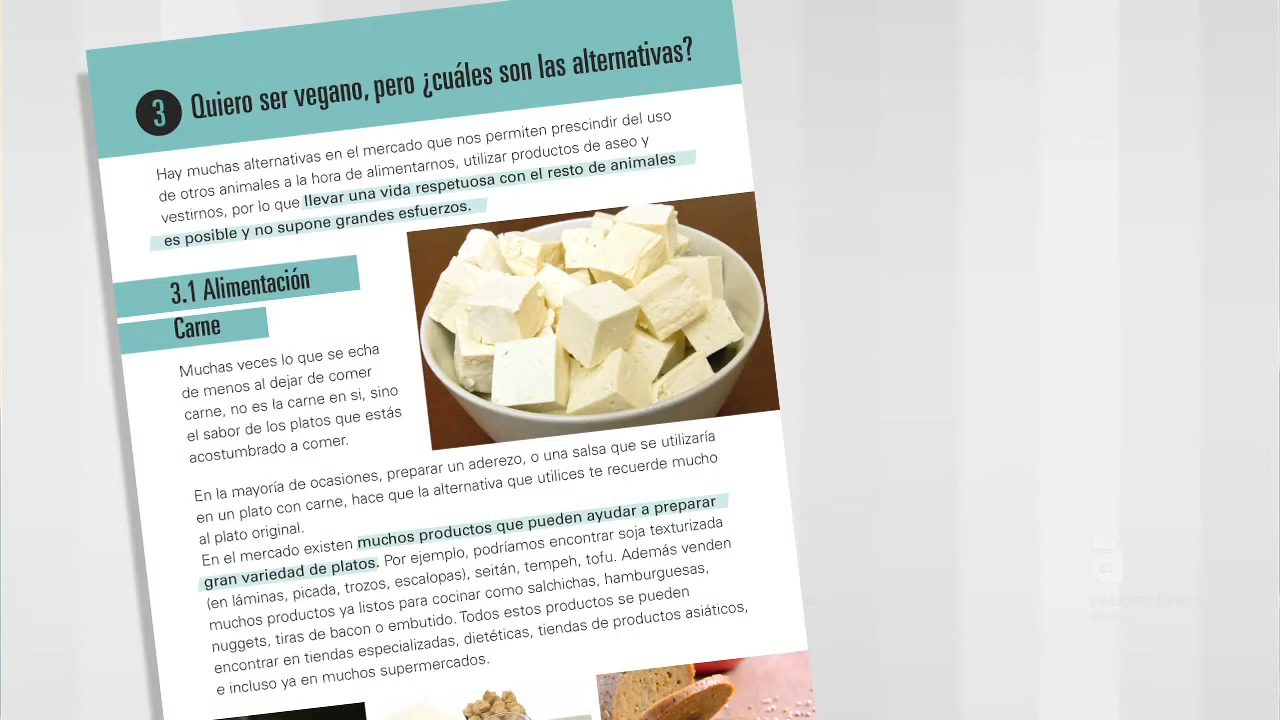 3 Quiero ser vegano, pero ¿cuáles son las alternativas?
Hay muchas alternativas en el mercado que nos permiten prescindir del uso
de otros animales a la hora de alimentarnos, utilizar productos de aseo y
vestirnos, por lo que llevar una vida respetuosa con el resto de animales
es posible y no supone grandes esfuerzos.
3.1 Alimentación
Carne
Muchas veces lo que se echa
de menos al dejar de comer
carne, no es la carne en si, sino
el sabor de los platos que estás
acostumbrado a comer.
En la mayoría de ocasiones, preparar un aderezo, o una salsa que se utilizaría
en un plato con carne, hace que la alternativa que utilices te recuerde mucho
al plato original.
En el mercado existen muchos productos que pueden ayudar a preparar
gran variedad de platos. Por ejemplo, podríamos encontrar soja texturizada
(en láminas, picada, trozos, escalopas), seitán, tempeh, tofu. Además venden
muchos productos ya listos para cocinar como salchichas, hamburguesas,
nuggets, tiras de bacon o embutido. Todos estos productos se pueden
encontrar en tiendas especializadas, dietéticas, tiendas de productos asiáticos,
e incluso ya en muchos supermercados.
a